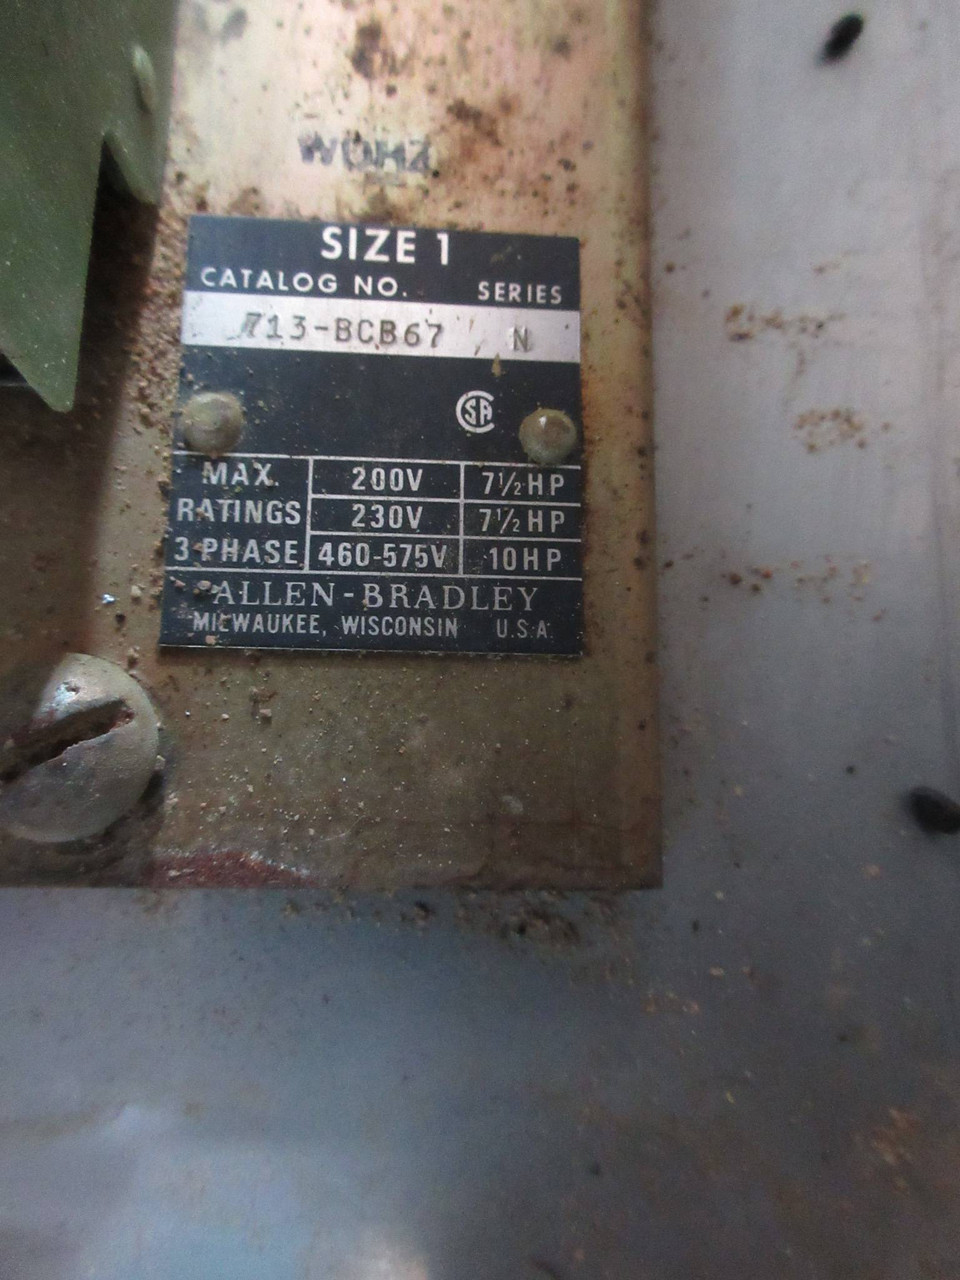 SIZE 1
CATALOG NO. SERIES
713-BCB67 N
SA
MAX. RATINGS 3 PHASE
200V 7½HP
230V 7½HP
460-575V 10HP
ALLEN-BRADLEY
MILWAUKEE, WISCONSIN U.S.A.